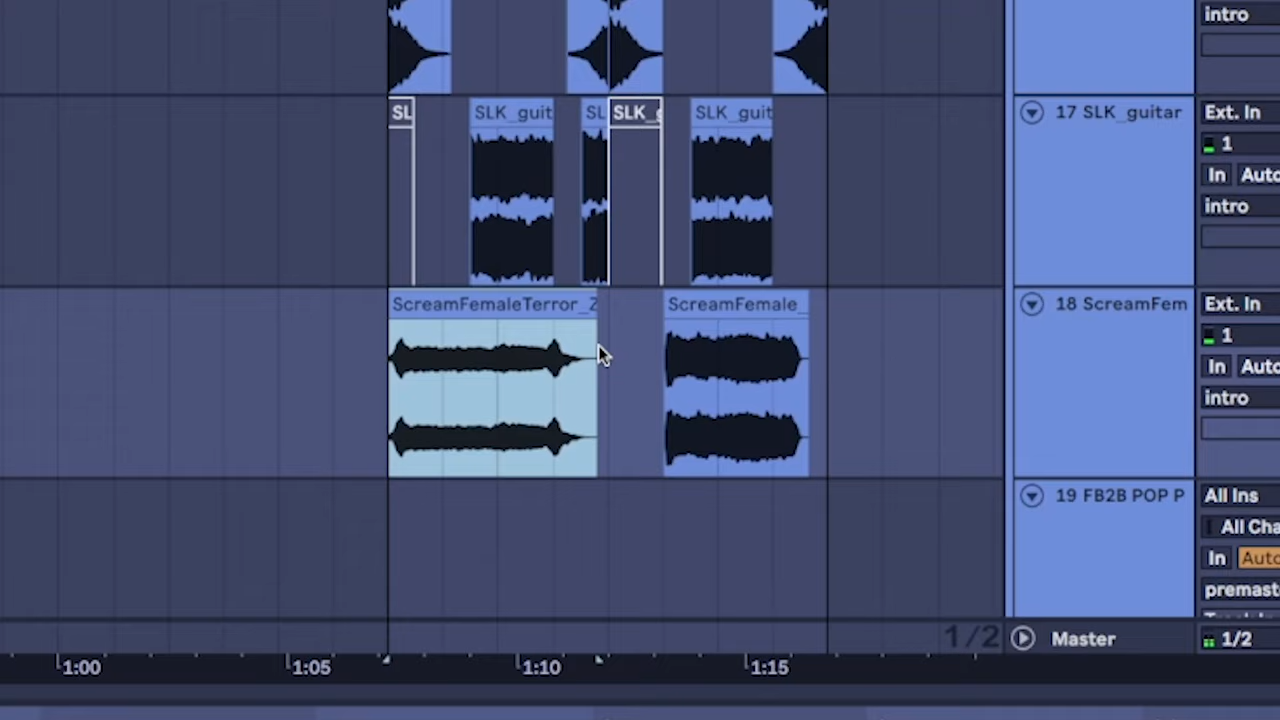 intro
SL
SLK_guit
SL
SLK_g
SLK_guit
17 SLK_guitar
Ext. In
1
In Auto
intro
ScreamFemaleTerror_Z
ScreamFemale_
18 ScreamFem
Ext. In
1
In Auto
intro
19 FB2B POP P
All Ins
All Cha
In Auto
premast
1/2
Master
1/2
1:00
1:05
1:10
1:15